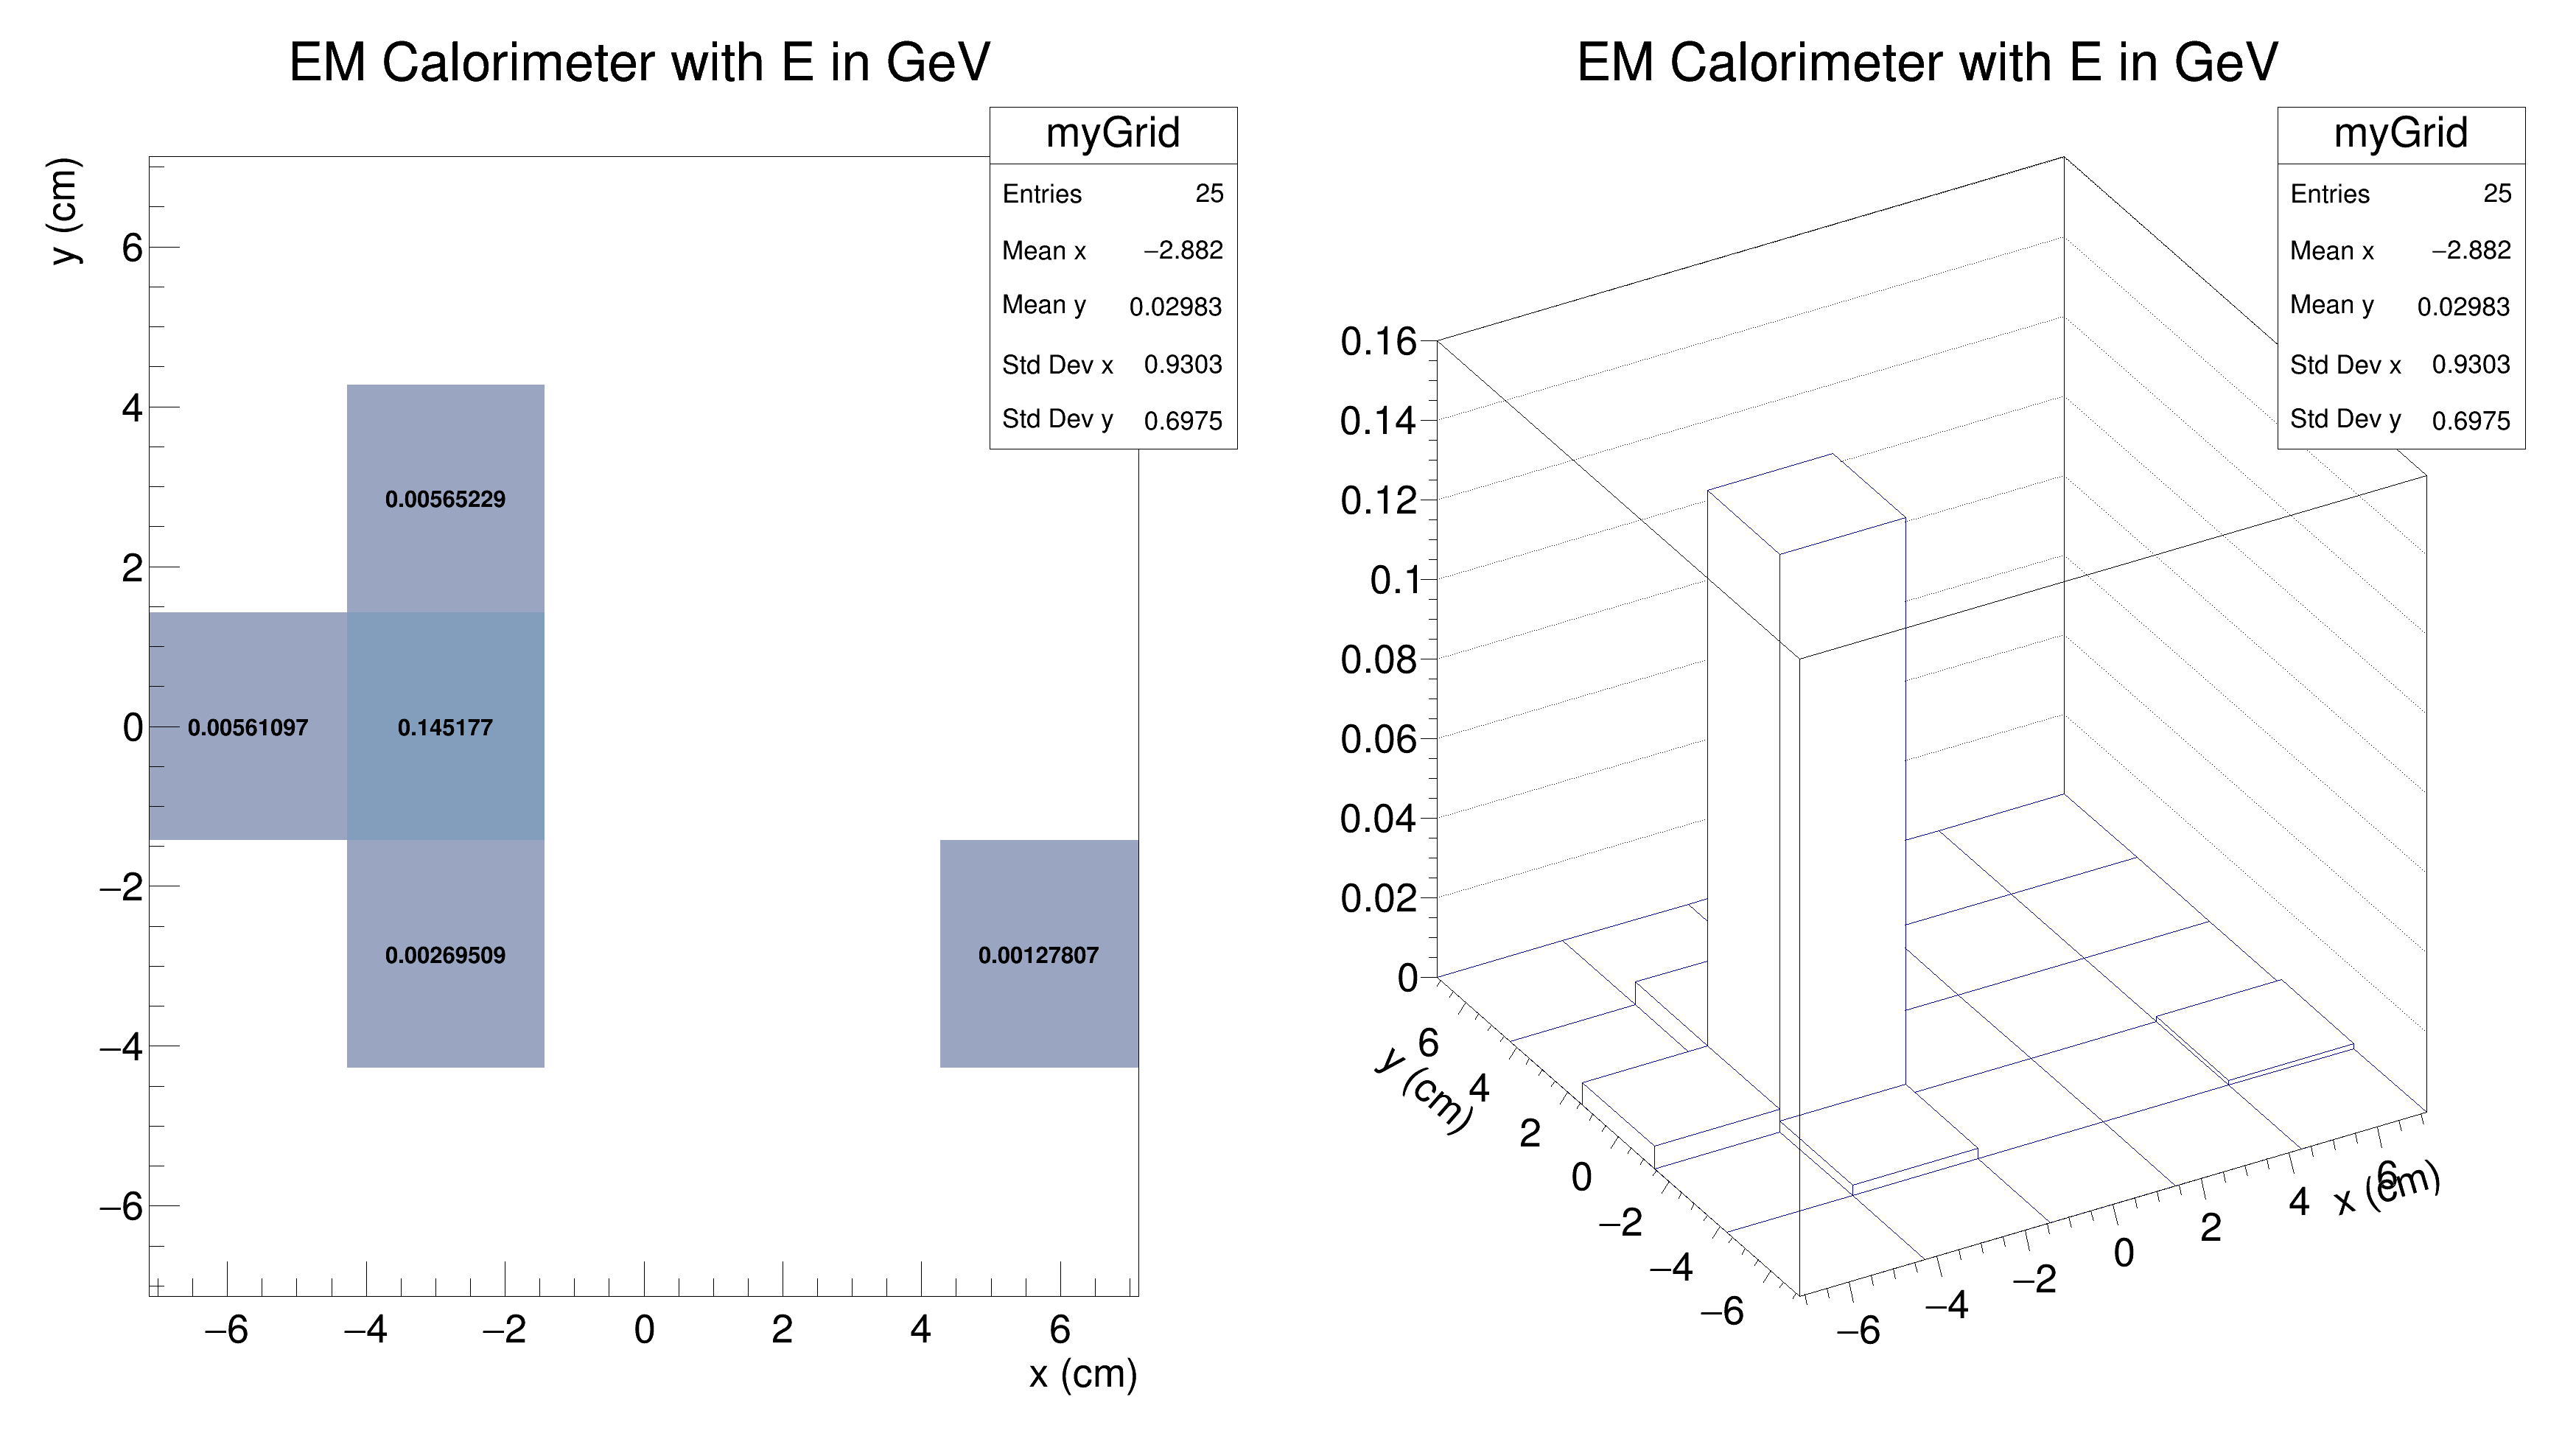 EM Calorimeter with E in GeV
myGrid
Entries 25
Mean x −2.882
Mean y 0.02983
Std Dev x 0.9303
Std Dev y 0.6975
y (cm)
6
4
2
0
−2
−4
−6
0.00565229
0.00561097 0.145177
0.00269509 0.00127807
−6 −4 −2 0 2 4 6
x (cm)
EM Calorimeter with E in GeV
myGrid
Entries 25
Mean x −2.882
Mean y 0.02983
Std Dev x 0.9303
Std Dev y 0.6975
0.16
0.14
0.12
0.1
0.08
0.06
0.04
0.02
0
6
4
2
0
−2
−4
−6
y (cm)
−6 −4 −2 0 2 4 6
x (cm)